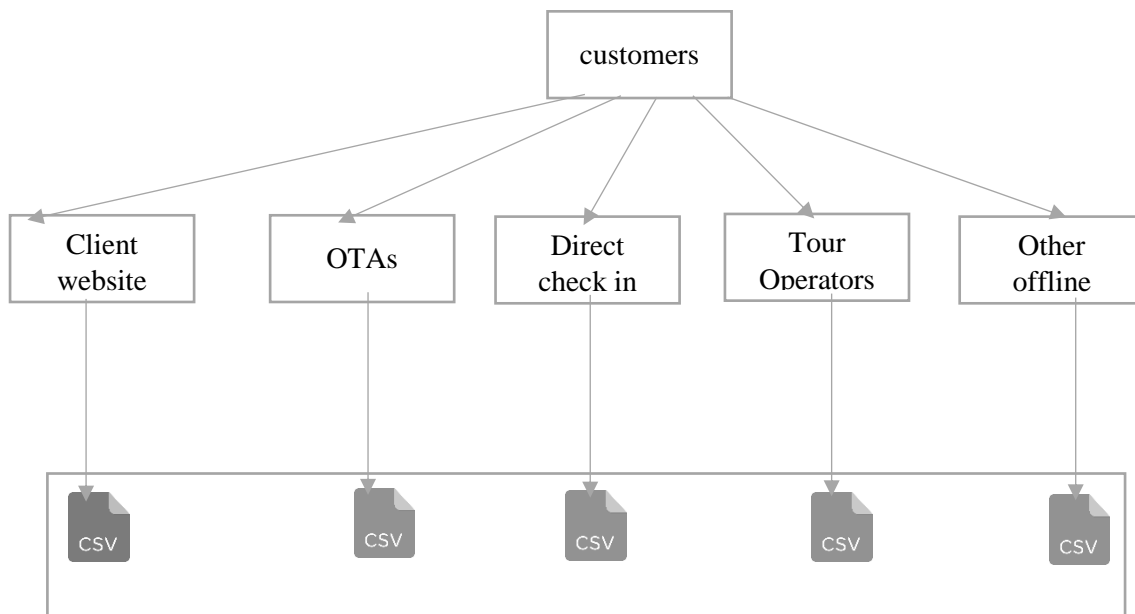 customers
Client
website
OTAs
Direct
check in
Tour
Operators
Other
offline
CSV
CSV
CSV
CSV
CSV